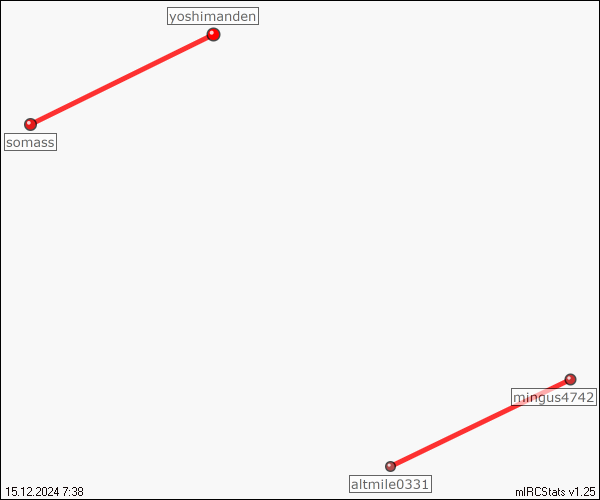 yoshimanden
somass
mingus4742
altmile0331
15.12.2024 7:38
mIRCStats v1.25